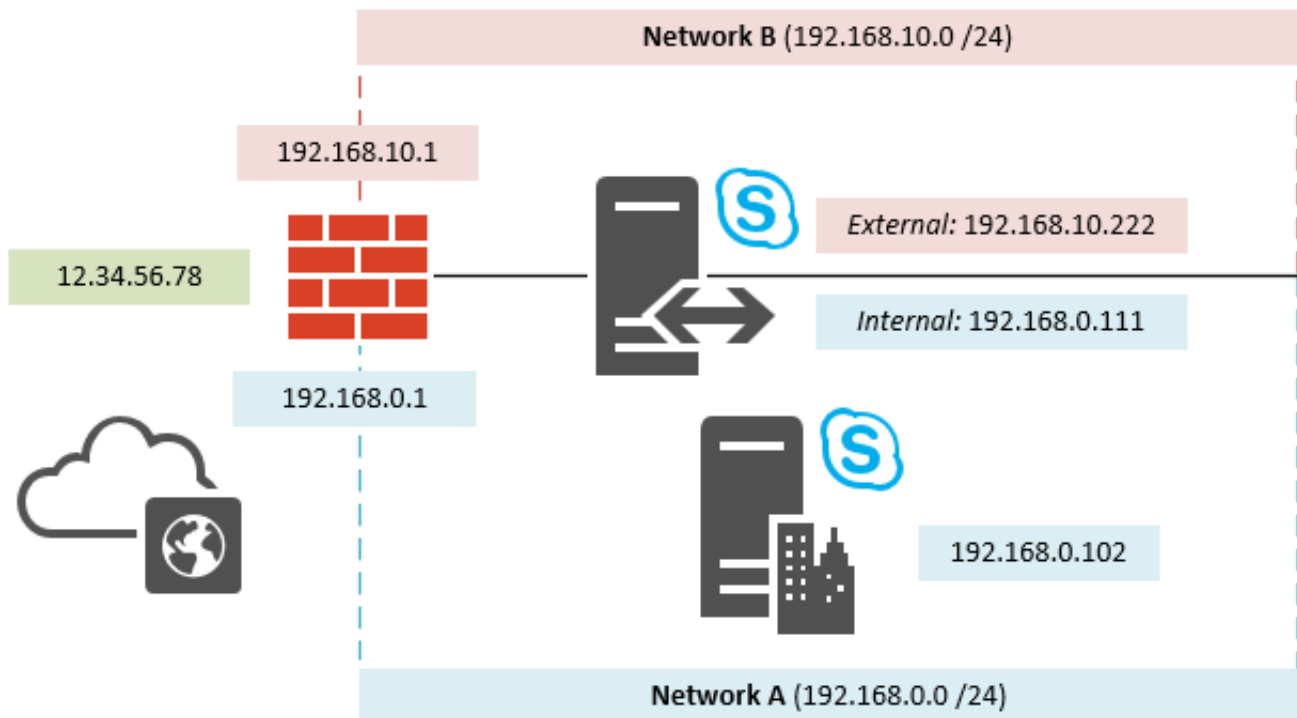 Network B (192.168.10.0 /24)
192.168.10.1
S
External: 192.168.10.222
12.34.56.78
Internal: 192.168.0.111
192.168.0.1
S
192.168.0.102
Network A (192.168.0.0 /24)